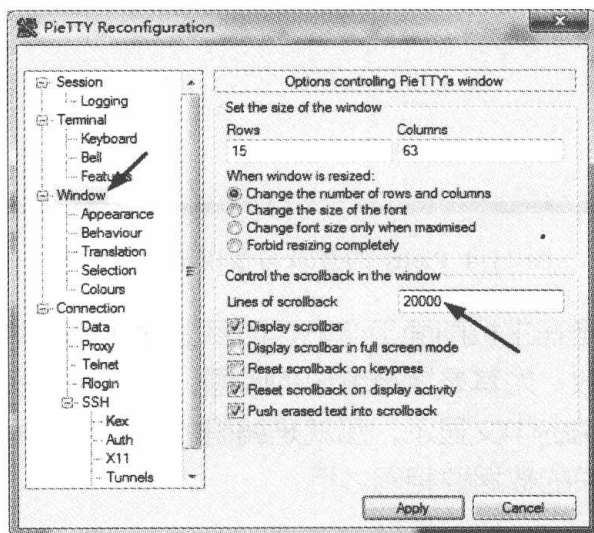 PieTTY Reconfiguration
Session
Logging
Terminal
Keyboard
Bell
Features
Window
Appearance
Behaviour
Translation
Selection
Colours
Connection
Data
Proxy
Telnet
Rlogin
SSH
Kex
Auth
X11
Tunnels
Options controlling PieTTY's window
Set the size of the window
Rows
Columns
15
63
When window is resized:
Change the number of rows and columns
Change the size of the font
Change font size only when maximised
Forbid resizing completely
Control the scrollback in the window
Lines of scrollback
20000
Display scrollbar
Display scrollbar in full screen mode
Reset scrollback on keypress
Reset scrollback on display activity
Push erased text into scrollback
Apply
Cancel